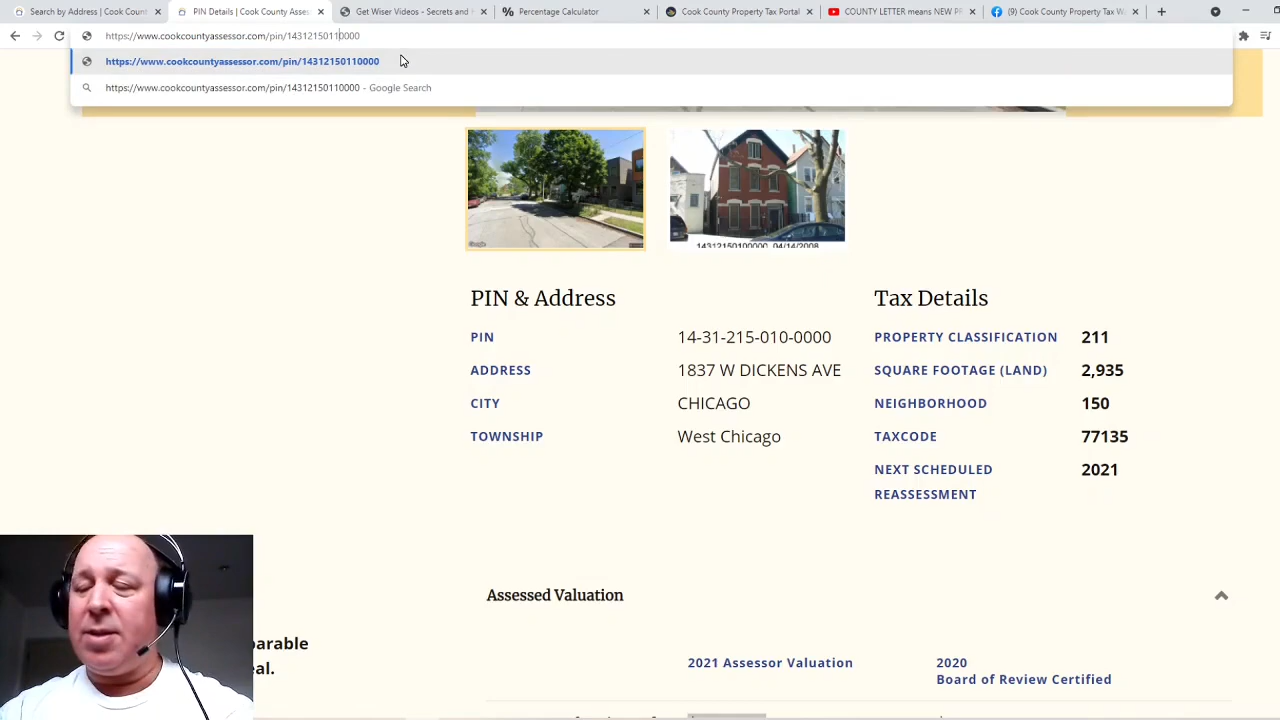 Search by Address | Cook Count
PIN Details | Cook County Asses
Get Wiser Videos - Secrets and
Percentage Calculator
Cook County Property Tax Portal
COUNTY LETTER means NEW PR
(9) Cook County Property Tax W
https://www.cookcountyassessor.com/pin/14312150110000
https://www.cookcountyassessor.com/pin/14312150110000
https://www.cookcountyassessor.com/pin/14312150110000 - Google Search
Google
14312150100000 04/14/2008
PIN & Address
PIN 14-31-215-010-0000
ADDRESS 1837 W DICKENS AVE
CITY CHICAGO
TOWNSHIP West Chicago
Tax Details
PROPERTY CLASSIFICATION 211
SQUARE FOOTAGE (LAND) 2,935
NEIGHBORHOOD 150
TAXCODE 77135
NEXT SCHEDULED 2021
REASSESSMENT
Assessed Valuation
parable
eal.
2021 Assessor Valuation
2020
Board of Review Certified